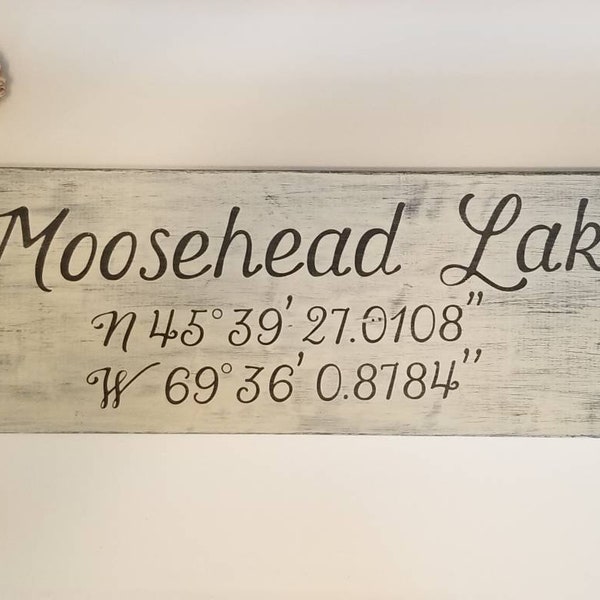 Moosehead Lak
N 45°39' 27.0108"
W 69°36' 0.8784"